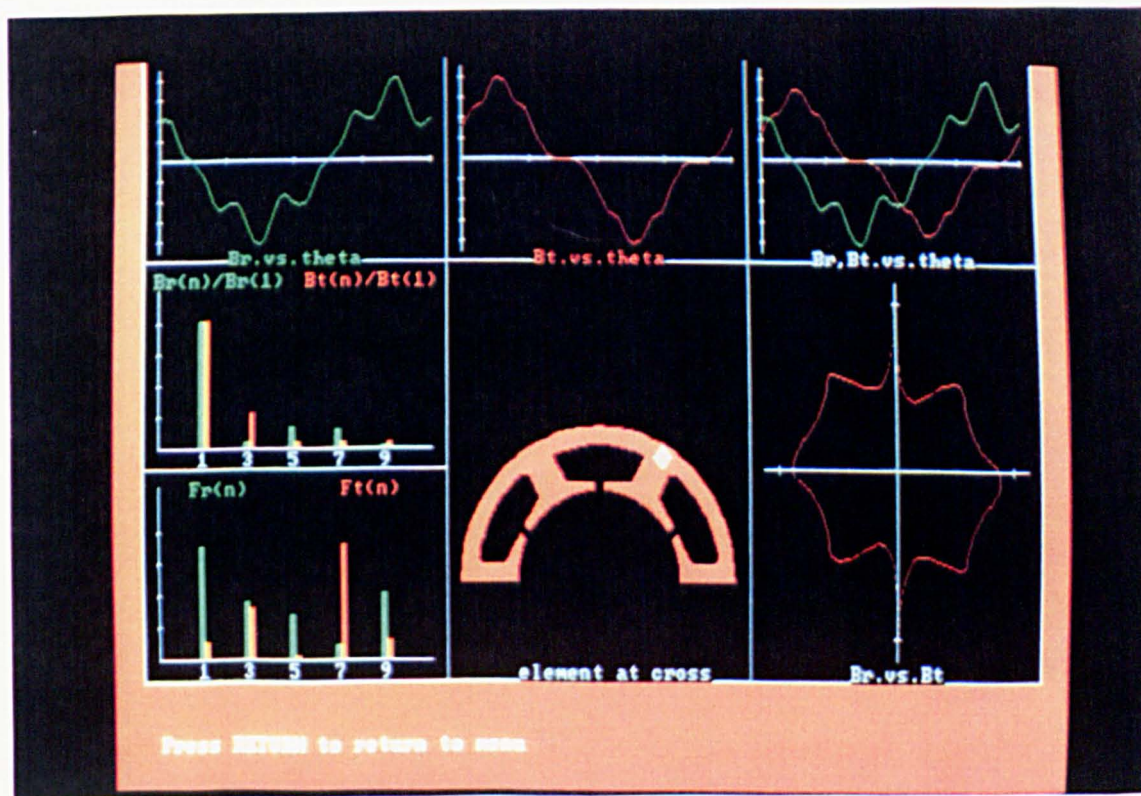 Br.vs.theta
Bt.vs.theta
Br,Bt.vs.theta
Br(n)/Br(1) Bt(n)/Bt(1)
1 3 5 7 9
Fr(n) Ft(n)
1 3 5 7 9
element at cross
Br.vs.Bt
Press RETURN to return to menu